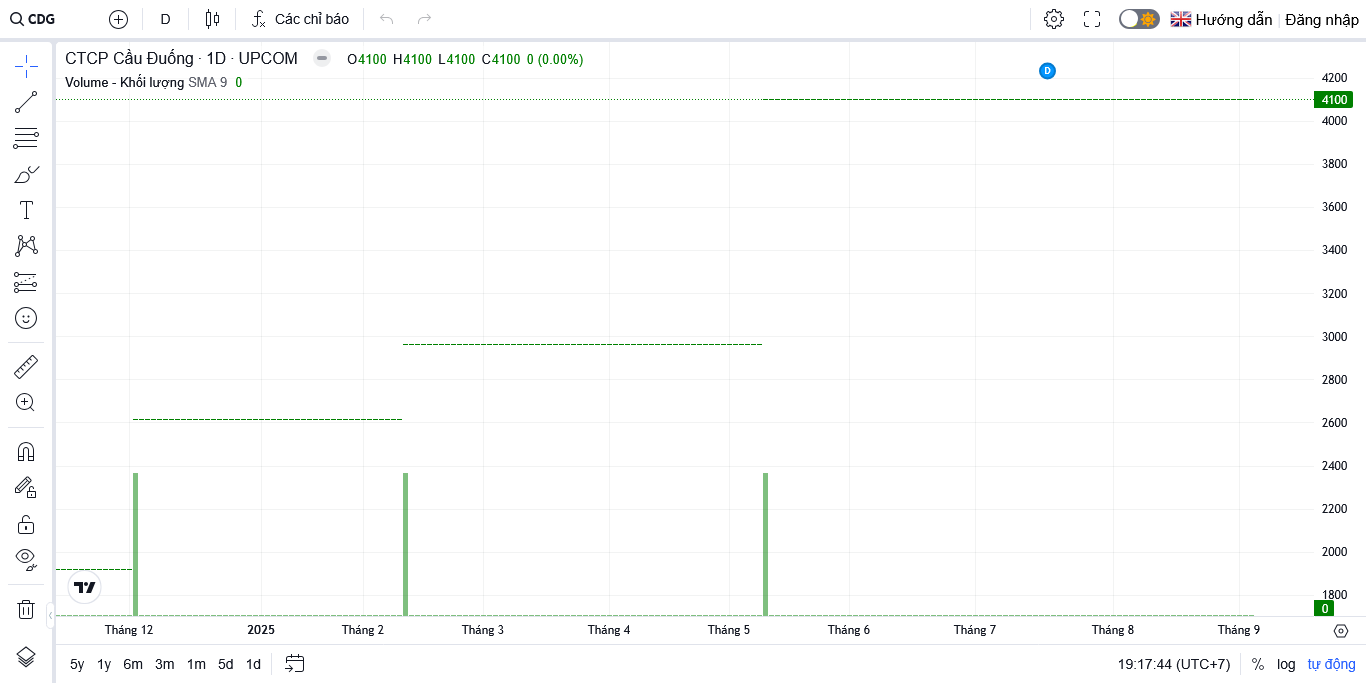 CDG D Các chỉ báo Hướng dẫn Đăng nhập
CTCP Cầu Đuống · 1D · UPCOM O4100 H4100 L4100 C4100 0 (0.00%)
Volume - Khối lượng SMA 9 0
D
4200
4100
4000
3800
3600
3400
3200
3000
2800
2600
2400
2200
2000
1800
0
Tháng 12 2025 Tháng 2 Tháng 3 Tháng 4 Tháng 5 Tháng 6 Tháng 7 Tháng 8 Tháng 9
5y 1y 6m 3m 1m 5d 1d 19:17:44 (UTC+7) % log tự động